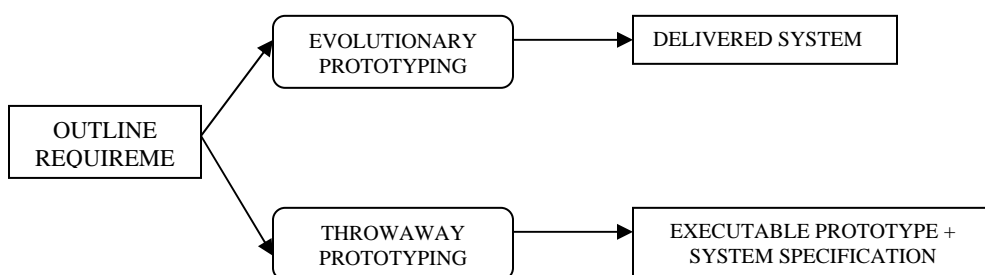 EVOLUTIONARY
PROTOTYPING
DELIVERED SYSTEM
OUTLINE
REQUIREME
THROWAWAY
PROTOTYPING
EXECUTABLE PROTOTYPE +
SYSTEM SPECIFICATION